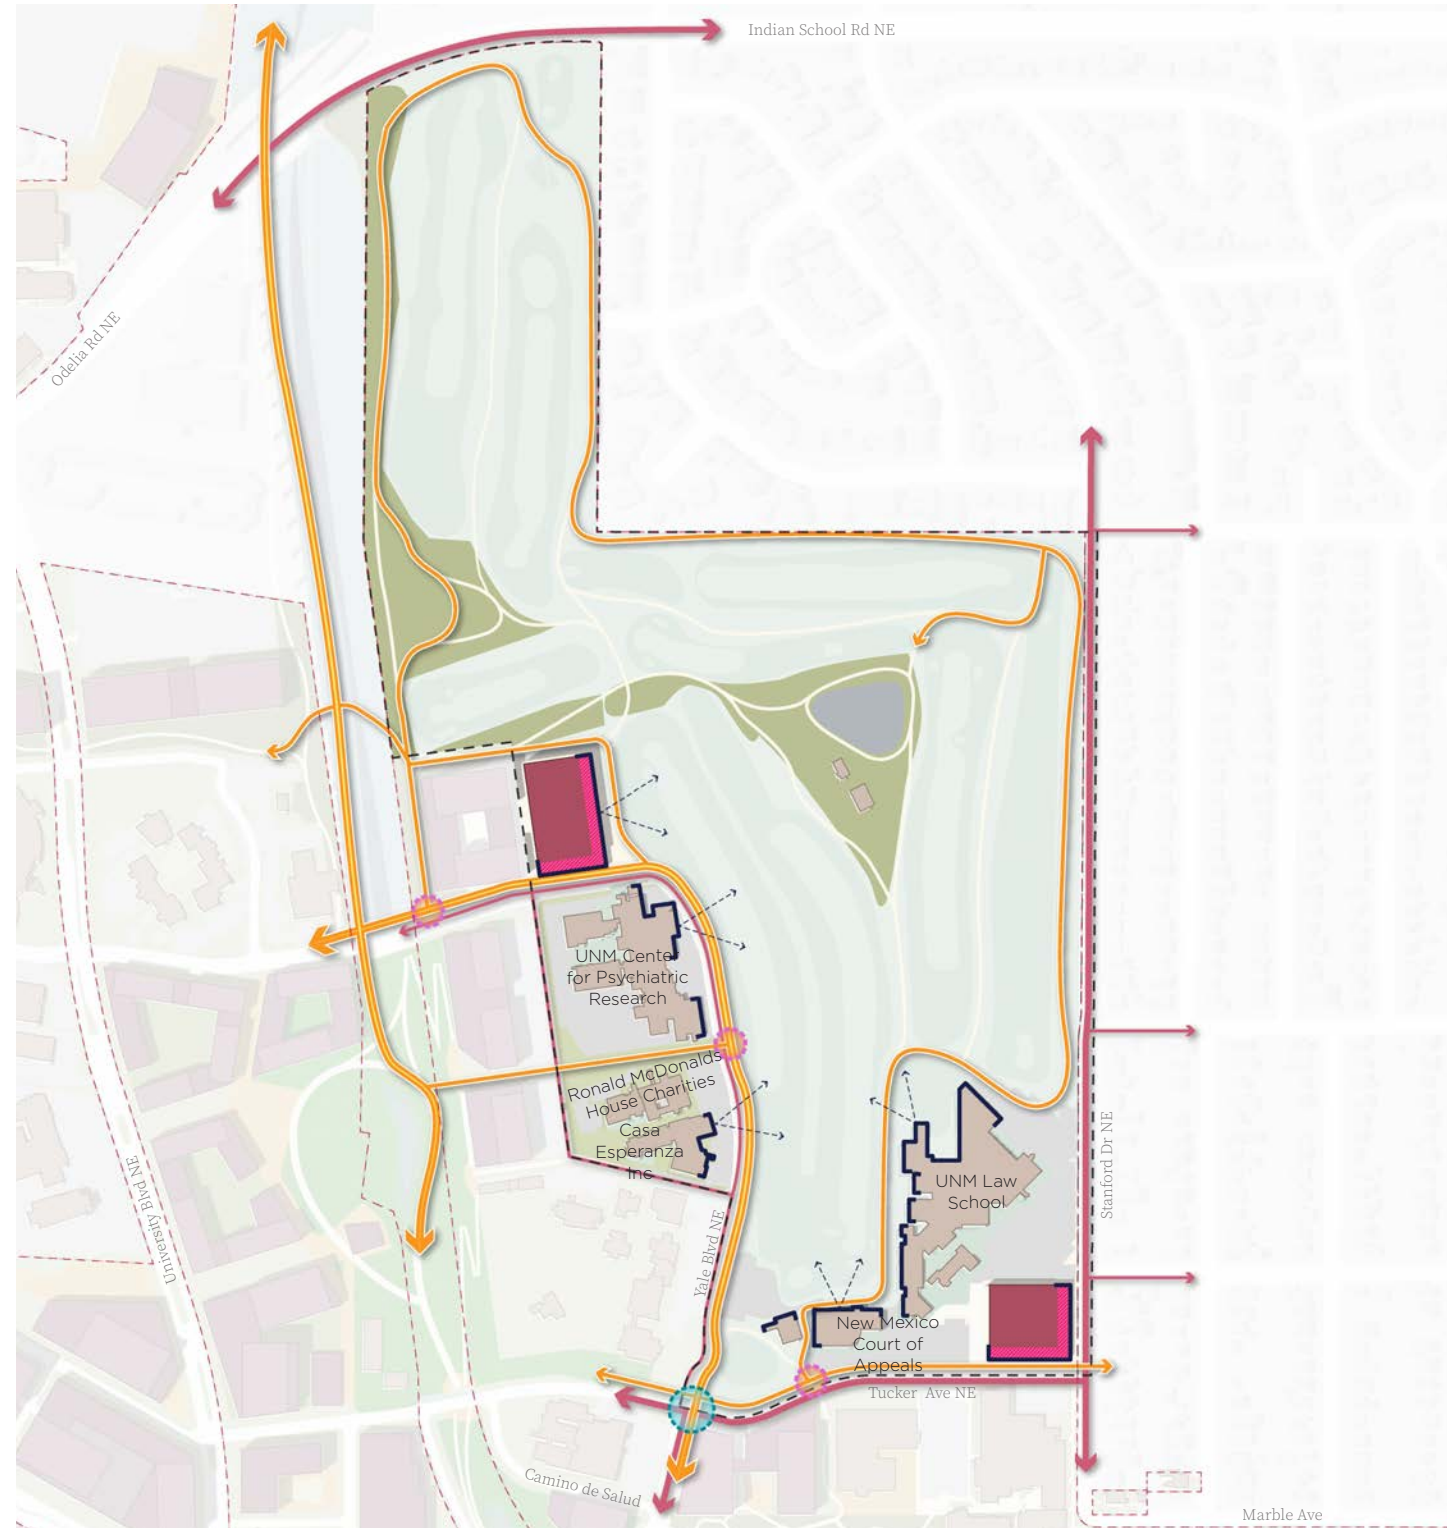 Indian School Rd NE
Odelia Rd NE
UNM Center
for Psychiatric
Research
Ronald McDonalds
House Charities
Casa
Esperanza
Inc
University Blvd NE
Stanford Dr NE
UNM Law
School
Yale Blvd NE
New Mexico
Court of
Appeals
Tucker Ave NE
Camino de Salud
Marble Ave